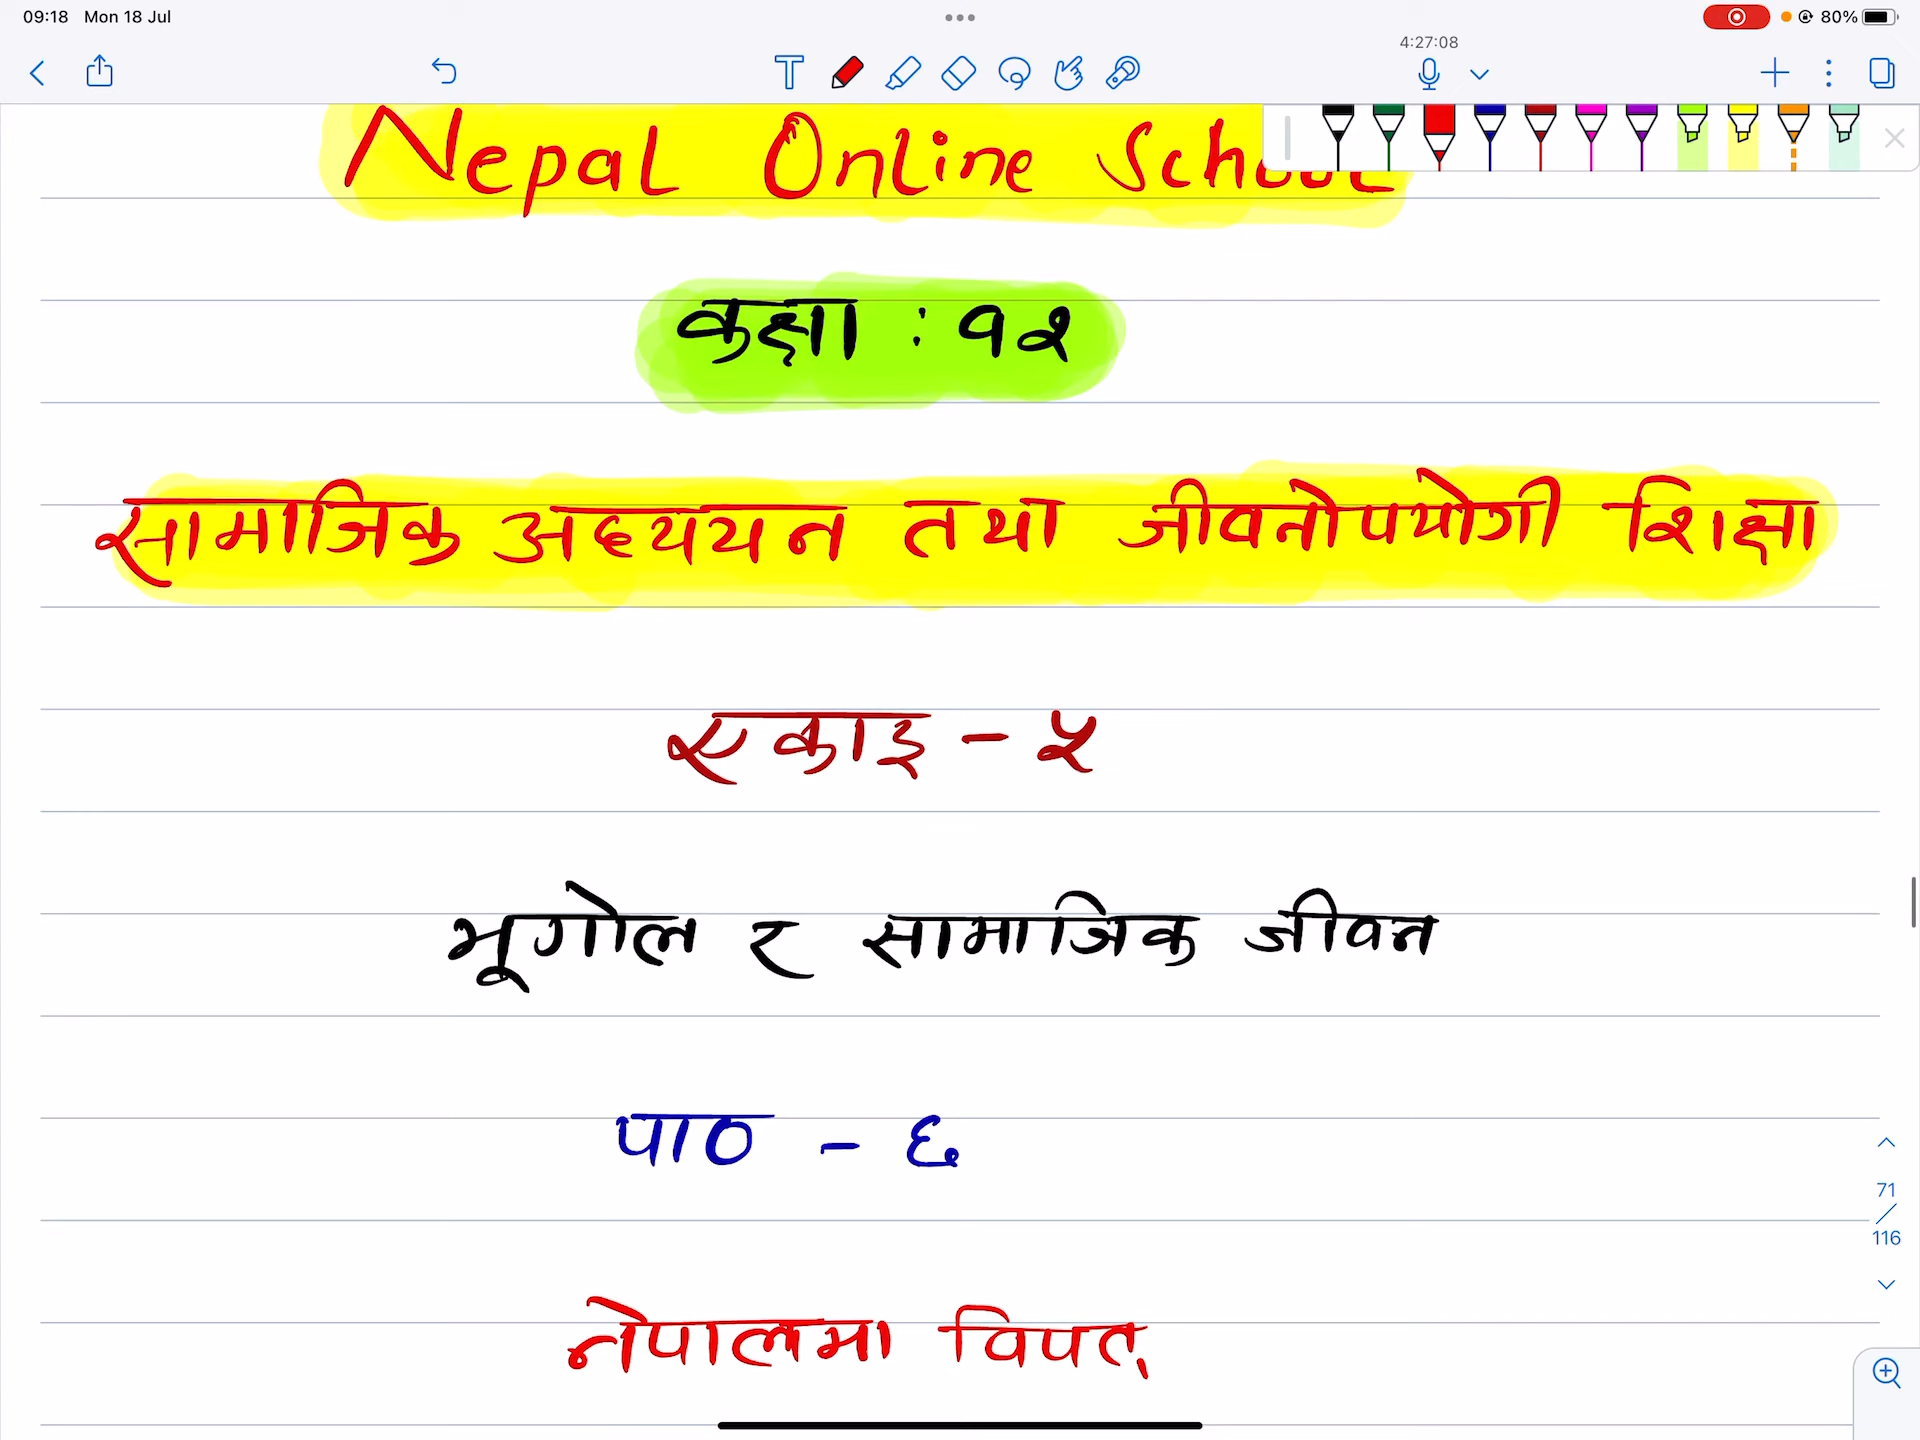 09:18 Mon 18 Jul
80%
4:27:08
Nepal Online School
कक्षा : १२
सामाजिक अध्ययन तथा जीवनोपयोगी शिक्षा
एकाइ - ५
भूगोल र सामाजिक जीवन
पाठ - ६
71
/
116
नेपालमा विपत्